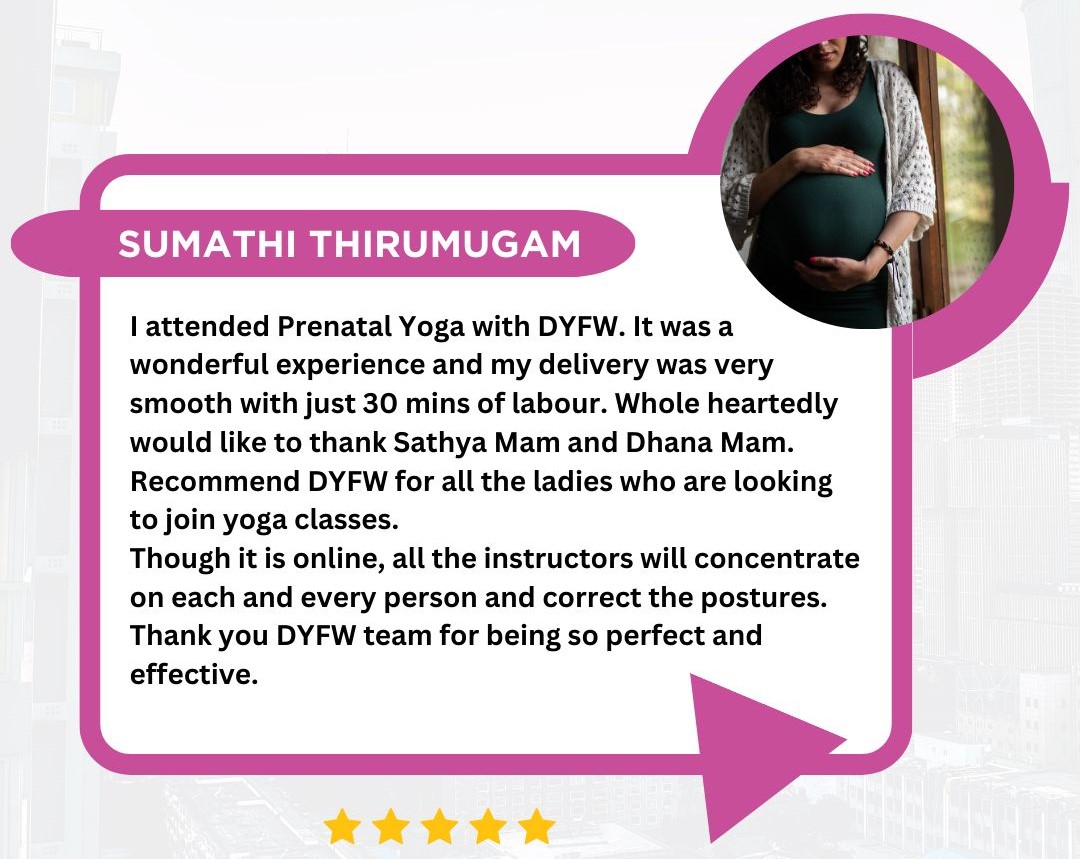 SUMATHI THIRUMUGAM
I attended Prenatal Yoga with DYFW. It was a
wonderful experience and my delivery was very
smooth with just 30 mins of labour. Whole heartedly
would like to thank Sathya Mam and Dhana Mam.
Recommend DYFW for all the ladies who are looking
to join yoga classes.
Though it is online, all the instructors will concentrate
on each and every person and correct the postures.
Thank you DYFW team for being so perfect and
effective.